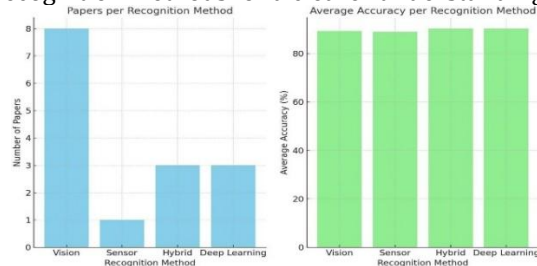 Papers per Recognition Method
8
7
6
5
4
3
2
1
0
Number of Papers
Vision Sensor Hybrid Deep Learning
Recognition Method
Average Accuracy per Recognition Method
80
60
40
20
0
Average Accuracy (%)
Vision Sensor Hybrid Deep Learning
Recognition Method